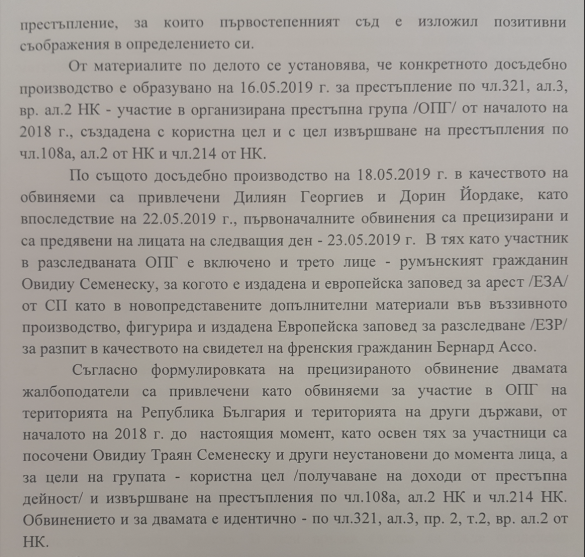 престъпление, за които първостепенният съд е изложил позитивни
съображения в определението си.
От материалите по делото се установява, че конкретното досъдебно
производство е образувано на 16.05.2019 г. за престъпление по чл.321, ал.3,
вр. ал.2 НК - участие в организирана престъпна група /ОПГ/ от началото на
2018 г., създадена с користна цел и с цел извършване на престъпления по
чл.108а, ал.2 от НК и чл.214 от НК.
По същото досъдебно производство на 18.05.2019 г. в качеството на
обвиняеми са привлечени Дилиян Георгиев и Дорин Йордаке, като
впоследствие на 22.05.2019 г., първоначалните обвинения са прецизирани и
са предявени на лицата на следващия ден - 23.05.2019 г. В тях като участник
в разследваната ОПГ е включено и трето лице - румънският гражданин
Овидиу Семенеску, за когото е издадена и европейска заповед за арест /ЕЗА/
от СП като в новопредставените допълнителни материали във въззивното
производство, фигурира и издадена Европейска заповед за разследване /ЕЗР/
за разпит в качеството на свидетел на френския гражданин Бернард Ассо.
Съгласно формулировката на прецизираното обвинение двамата
жалбоподатели са привлечени като обвиняеми за участие в ОПГ на
територията на Република България и територията на други държави, от
началото на 2018 г. до настоящия момент, като освен тях за участници са
посочени Овидиу Траян Семенеску и други неустановени до момента лица, а
за цели на групата - користна цел /получаване на доходи от престъпна
дейност/ и извършване на престъпления по чл.108а, ал.2 НК и чл.214 НК.
Обвинението и за двамата е идентично - по чл.321, ал.3, пр. 2, т.2, вр. ал.2 от
НК.